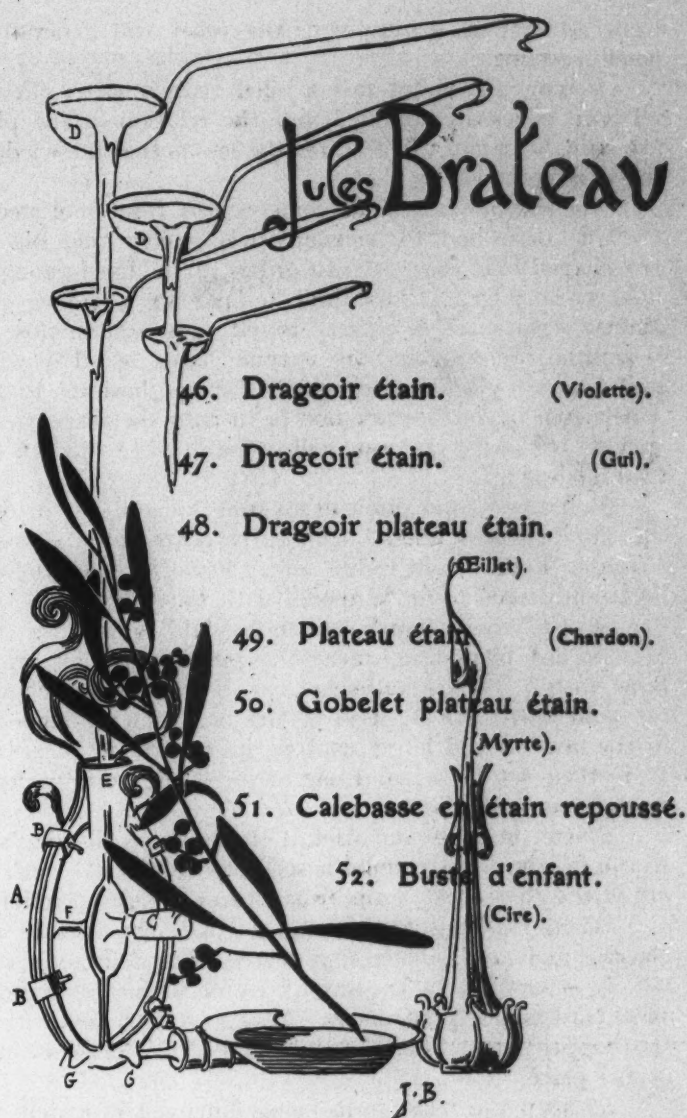 Jules Brateau
D
D
46. Drageoir étain. (Violette).
47. Drageoir étain. (Gui).
48. Drageoir plateau étain.
(Œillet).
49. Plateau étain (Chardon).
50. Gobelet plateau étain.
(Myrte).
E
51. Calebasse en étain repoussé.
B
52. Buste d'enfant.
A
F
C
(Cire).
B
B
G
G
J.B.